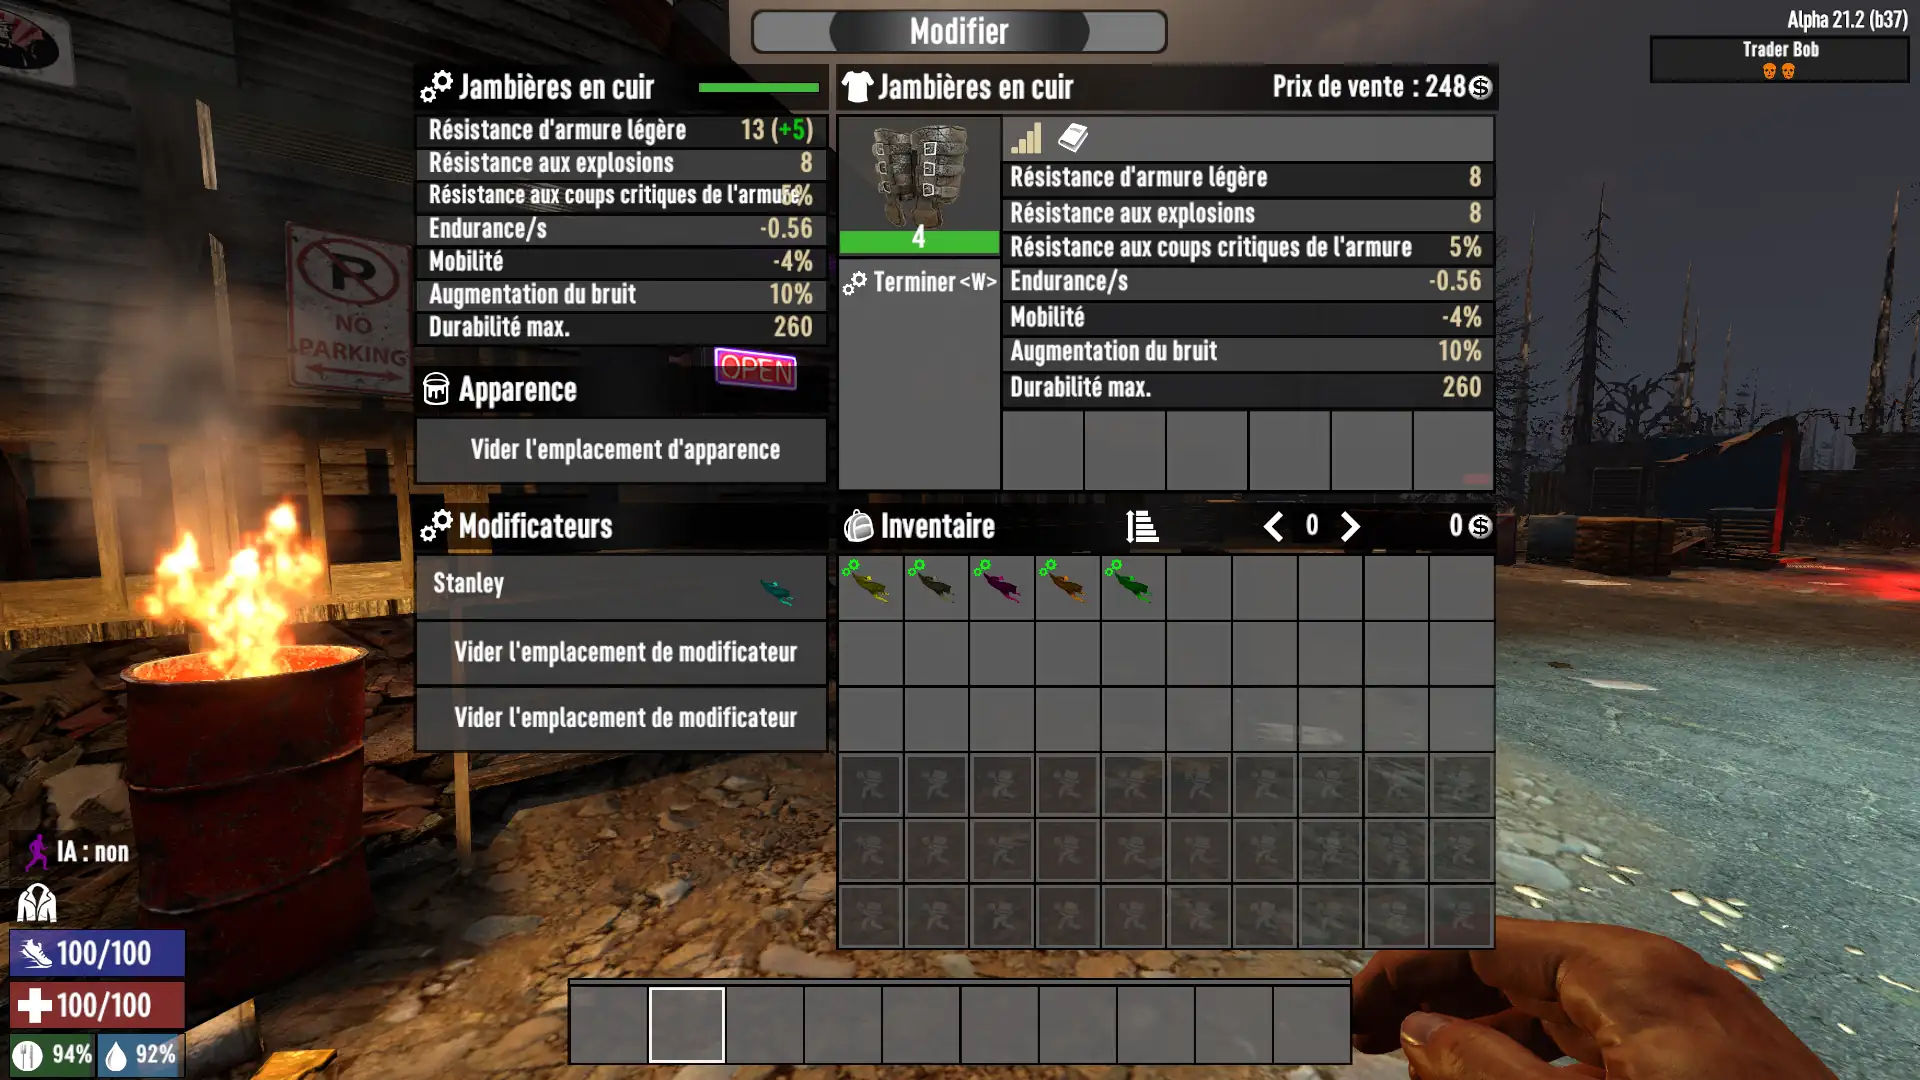 Modifier
Alpha 21.2 (b37)
Trader Bob
Jambières en cuir
Résistance d'armure légère 13 (+5)
Résistance aux explosions 8
Résistance aux coups critiques de l'armure 5%
Endurance/s -0.56
Mobilité -4%
Augmentation du bruit 10%
Durabilité max. 260
Apparence
Vider l'emplacement d'apparence
Modificateurs
Stanley
Vider l'emplacement de modificateur
Vider l'emplacement de modificateur
Jambières en cuir Prix de vente : 248
4
Terminer <W>
Résistance d'armure légère 8
Résistance aux explosions 8
Résistance aux coups critiques de l'armure 5%
Endurance/s -0.56
Mobilité -4%
Augmentation du bruit 10%
Durabilité max. 260
Inventaire 0 0
NO
PARKING
OPEN
IA : non
100/100
100/100
94% 92%